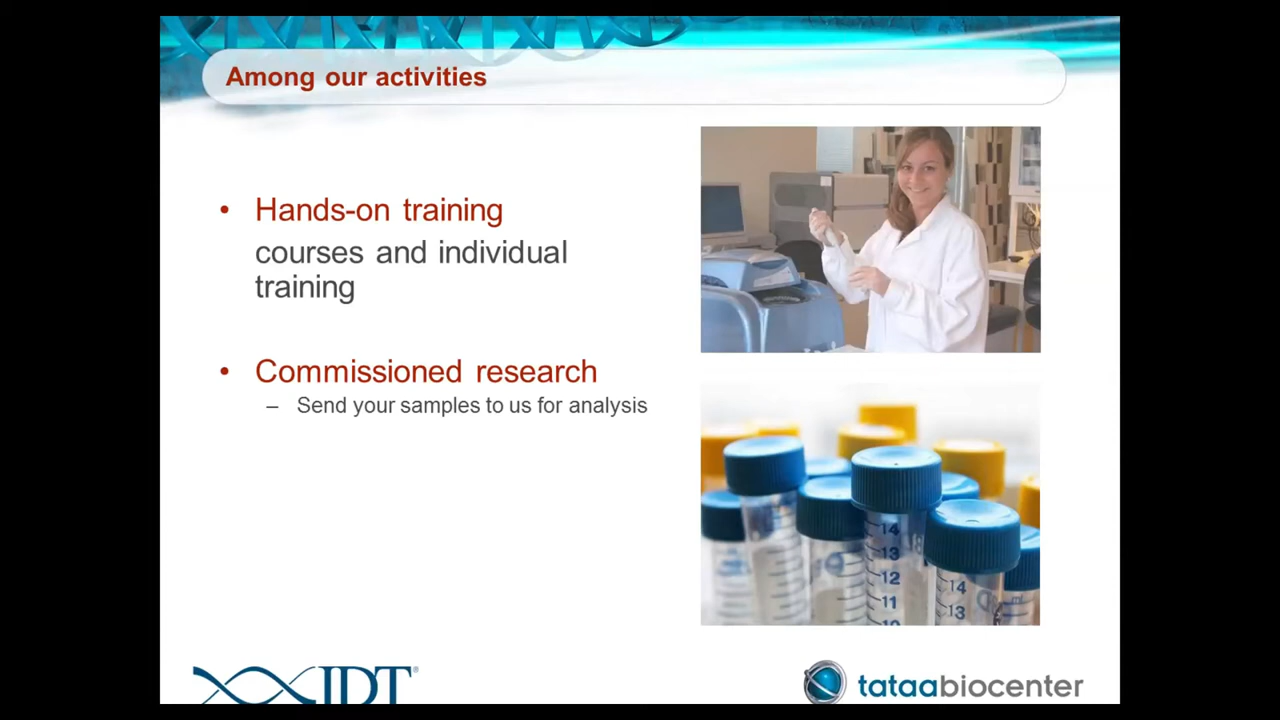 Among our activities
• Hands-on training
courses and individual
training
• Commissioned research
– Send your samples to us for analysis
14
13
12
11
14
13
IDT®
tataabiocenter